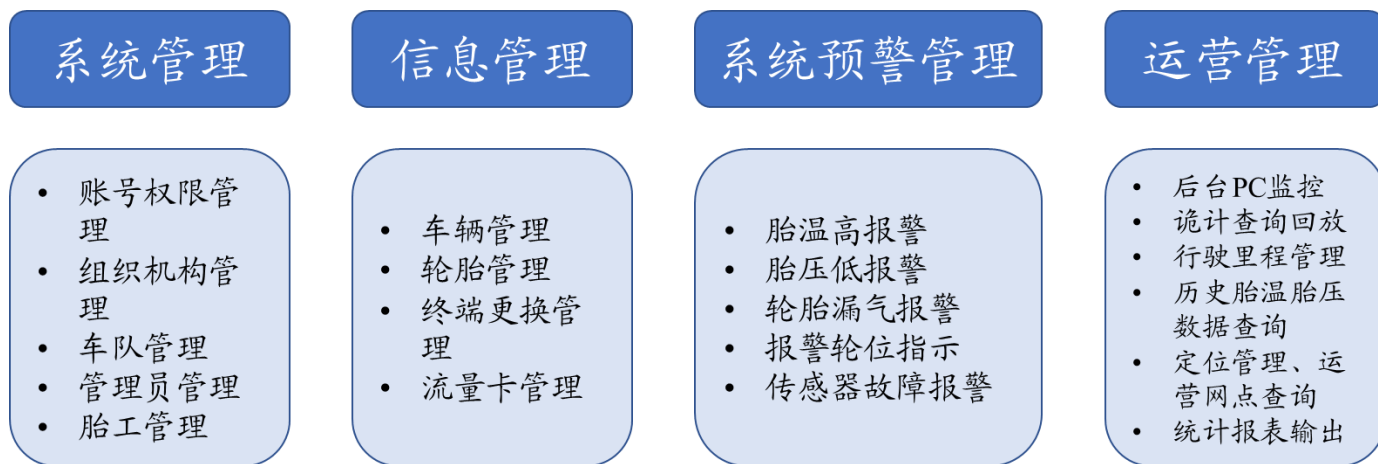 系统管理
信息管理
系统预警管理
运营管理
• 账号权限管
理
• 组织机构管
理
• 车队管理
• 管理员管理
• 胎工管理
• 车辆管理
• 轮胎管理
• 终端更换管
理
• 流量卡管理
• 胎温高报警
• 胎压低报警
• 轮胎漏气报警
• 报警轮位指示
• 传感器故障报警
• 后台PC监控
• 诡计查询回放
• 行驶里程管理
• 历史胎温胎压
数据查询
• 定位管理、运
营网点查询
• 统计报表输出